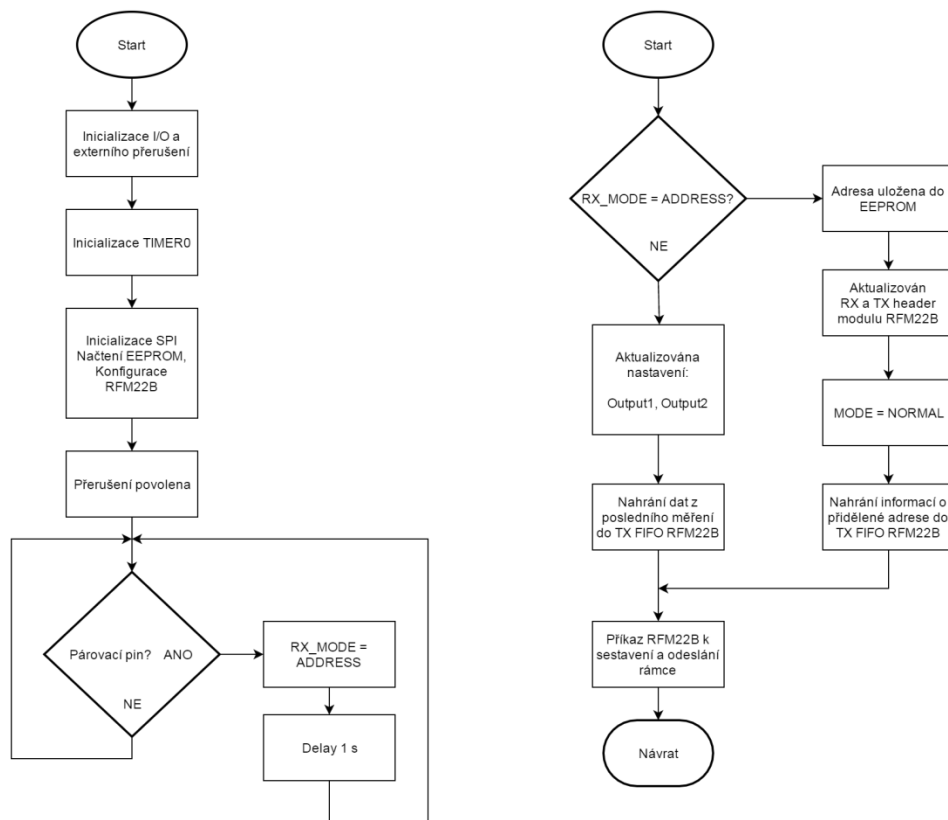 Start
Inicializace I/O a
externího přerušení
Inicializace TIMER0
Inicializace SPI
Načtení EEPROM,
Konfigurace
RFM22B
Přerušení povolena
Párovací pin? ANO
NE
RX_MODE =
ADDRESS
Delay 1 s
Start
RX_MODE = ADDRESS?
NE
Adresa uložena do
EEPROM
Aktualizován
RX a TX header
modulu RFM22B
MODE = NORMAL
Nahrání informací o
přidělené adrese do
TX FIFO RFM22B
Aktualizována
nastavení:
Output1, Output2
Nahrání dat z
posledního měření
do TX FIFO RFM22B
Příkaz RFM22B k
sestavení a odeslání
rámce
Návrat